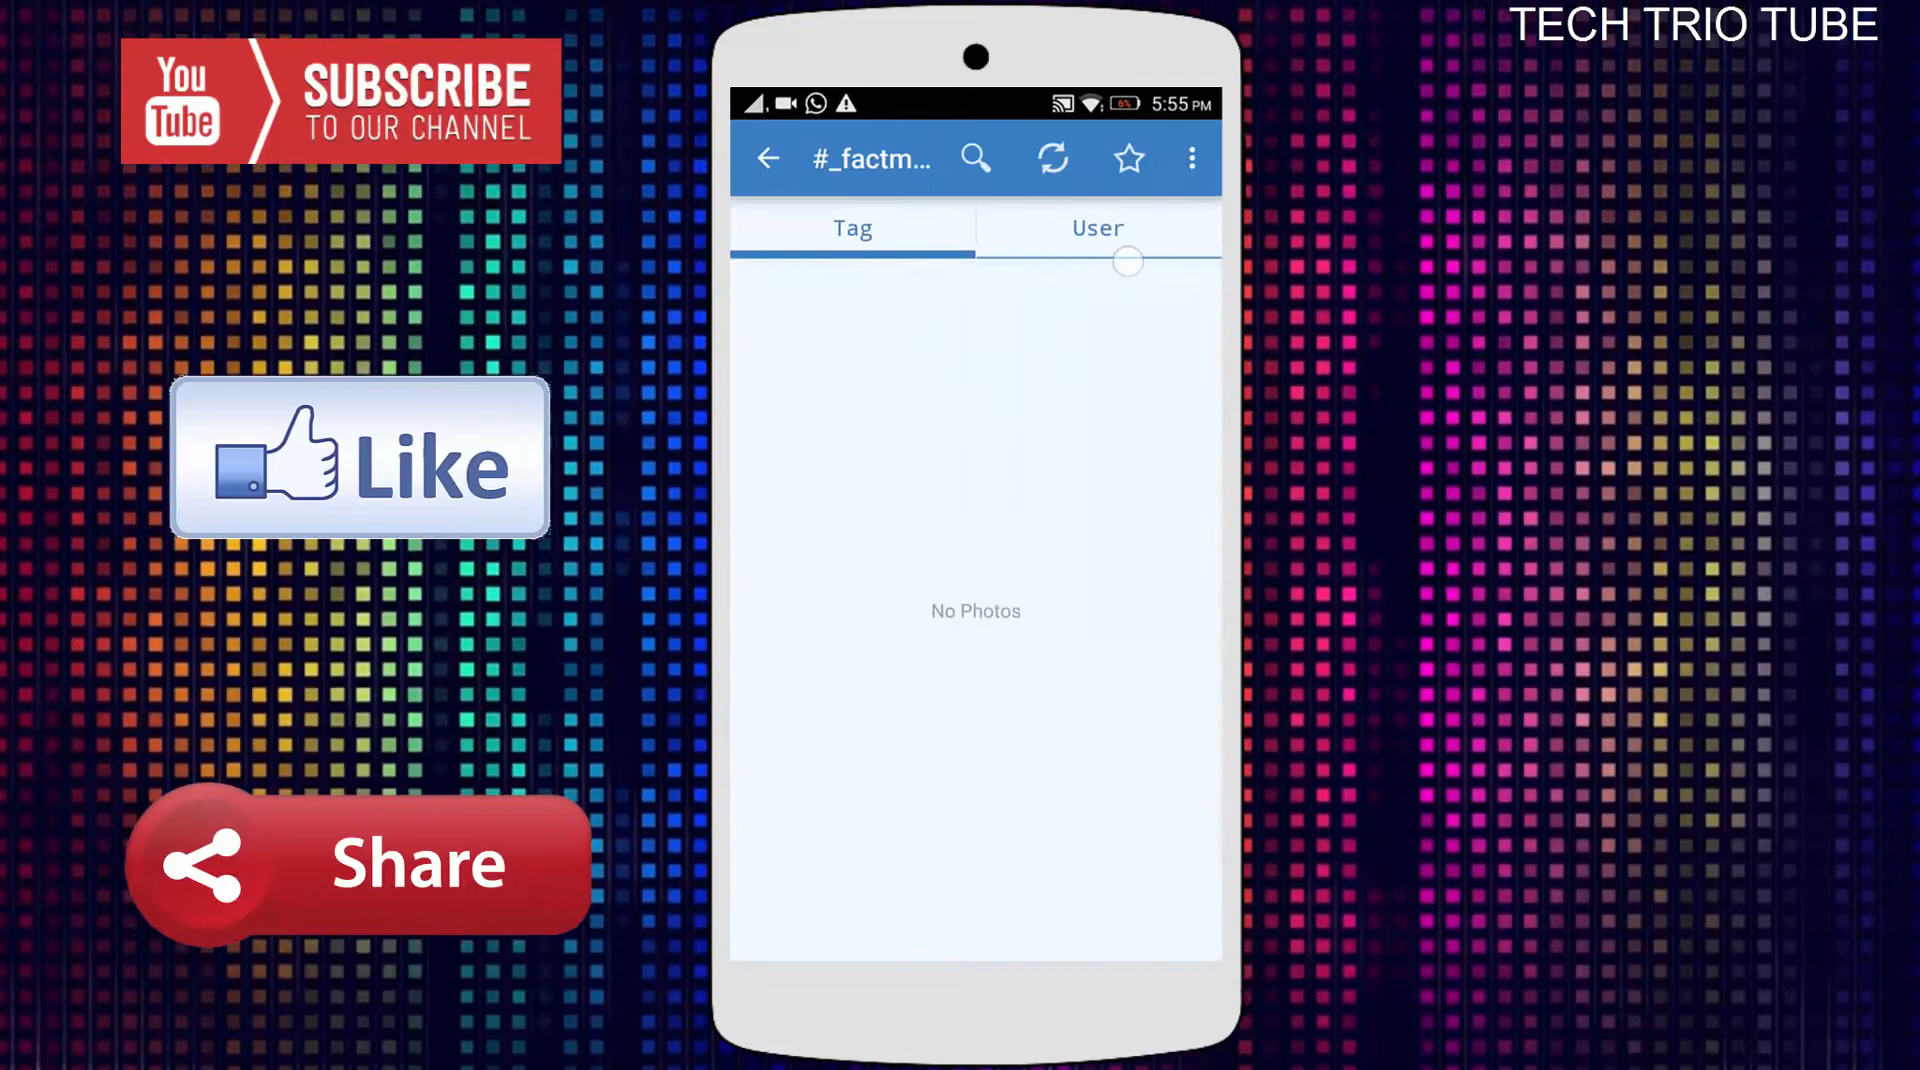 TECH TRIO TUBE
You
Tube
SUBSCRIBE
TO OUR CHANNEL
6%
5:55 PM
#_factm...
Tag
User
Like
No Photos
Share